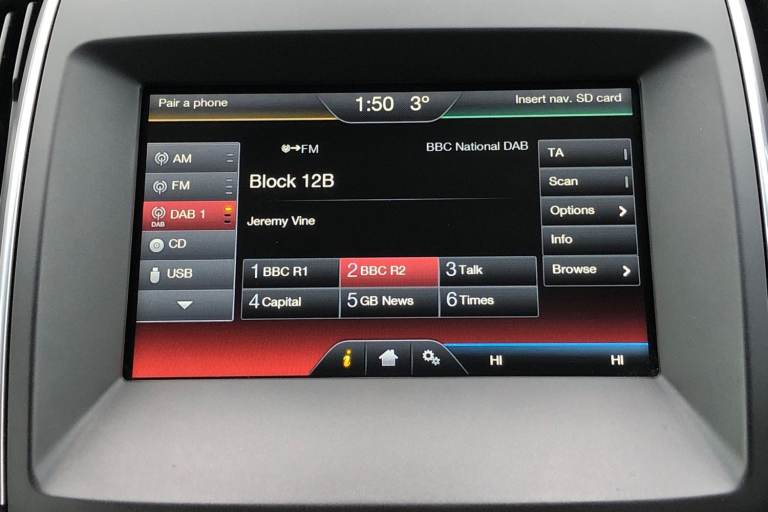 Pair a phone
1:50 3°
Insert nav. SD card
AM
FM
DAB 1
DAB
CD
USB
→FM
BBC National DAB
Block 12B
Jeremy Vine
1 BBC R1
2 BBC R2
3 Talk
4 Capital
5 GB News
6 Times
TA
Scan
Options
Info
Browse
i
HI
HI